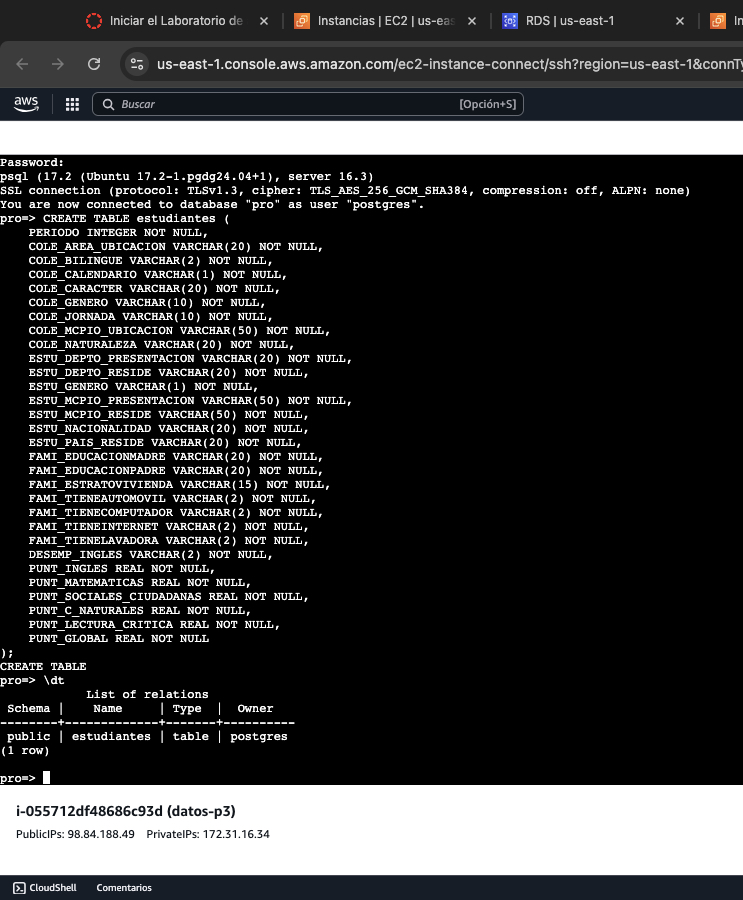 Iniciar el Laboratorio de
Instancias | EC2 | us-eas
RDS | us-east-1
In
us-east-1.console.aws.amazon.com/ec2-instance-connect/ssh?region=us-east-1&connTy
aws
Buscar
[Opción+S]
Password:
psql (17.2 (Ubuntu 17.2-1.pgdg24.04+1), server 16.3)
SSL connection (protocol: TLSv1.3, cipher: TLS_AES_256_GCM_SHA384, compression: off, ALPN: none)
You are now connected to database "pro" as user "postgres".
pro=> CREATE TABLE estudiantes (
    PERIODO INTEGER NOT NULL,
    COLE_AREA_UBICACION VARCHAR(20) NOT NULL,
    COLE_BILINGUE VARCHAR(2) NOT NULL,
    COLE_CALENDARIO VARCHAR(1) NOT NULL,
    COLE_CARACTER VARCHAR(20) NOT NULL,
    COLE_GENERO VARCHAR(10) NOT NULL,
    COLE_JORNADA VARCHAR(10) NOT NULL,
    COLE_MCPIO_UBICACION VARCHAR(50) NOT NULL,
    COLE_NATURALEZA VARCHAR(20) NOT NULL,
    ESTU_DEPTO_PRESENTACION VARCHAR(20) NOT NULL,
    ESTU_DEPTO_RESIDE VARCHAR(20) NOT NULL,
    ESTU_GENERO VARCHAR(1) NOT NULL,
    ESTU_MCPIO_PRESENTACION VARCHAR(50) NOT NULL,
    ESTU_MCPIO_RESIDE VARCHAR(50) NOT NULL,
    ESTU_NACIONALIDAD VARCHAR(20) NOT NULL,
    ESTU_PAIS_RESIDE VARCHAR(20) NOT NULL,
    FAMI_EDUCACIONMADRE VARCHAR(20) NOT NULL,
    FAMI_EDUCACIONPADRE VARCHAR(20) NOT NULL,
    FAMI_ESTRATOVIVIENDA VARCHAR(15) NOT NULL,
    FAMI_TIENEAUTOMOVIL VARCHAR(2) NOT NULL,
    FAMI_TIENECOMPUTADOR VARCHAR(2) NOT NULL,
    FAMI_TIENEINTERNET VARCHAR(2) NOT NULL,
    FAMI_TIENELAVADORA VARCHAR(2) NOT NULL,
    DESEMP_INGLES VARCHAR(2) NOT NULL,
    PUNT_INGLES REAL NOT NULL,
    PUNT_MATEMATICAS REAL NOT NULL,
    PUNT_SOCIALES_CIUDADANAS REAL NOT NULL,
    PUNT_C_NATURALES REAL NOT NULL,
    PUNT_LECTURA_CRITICA REAL NOT NULL,
    PUNT_GLOBAL REAL NOT NULL
);
CREATE TABLE
pro=> \dt
            List of relations
 Schema |    Name     | Type  |  Owner
--------+-------------+-------+----------
 public | estudiantes | table | postgres
(1 row)
pro=>
i-055712df48686c93d (datos-p3)
PublicIPs: 98.84.188.49 PrivateIPs: 172.31.16.34
CloudShell
Comentarios